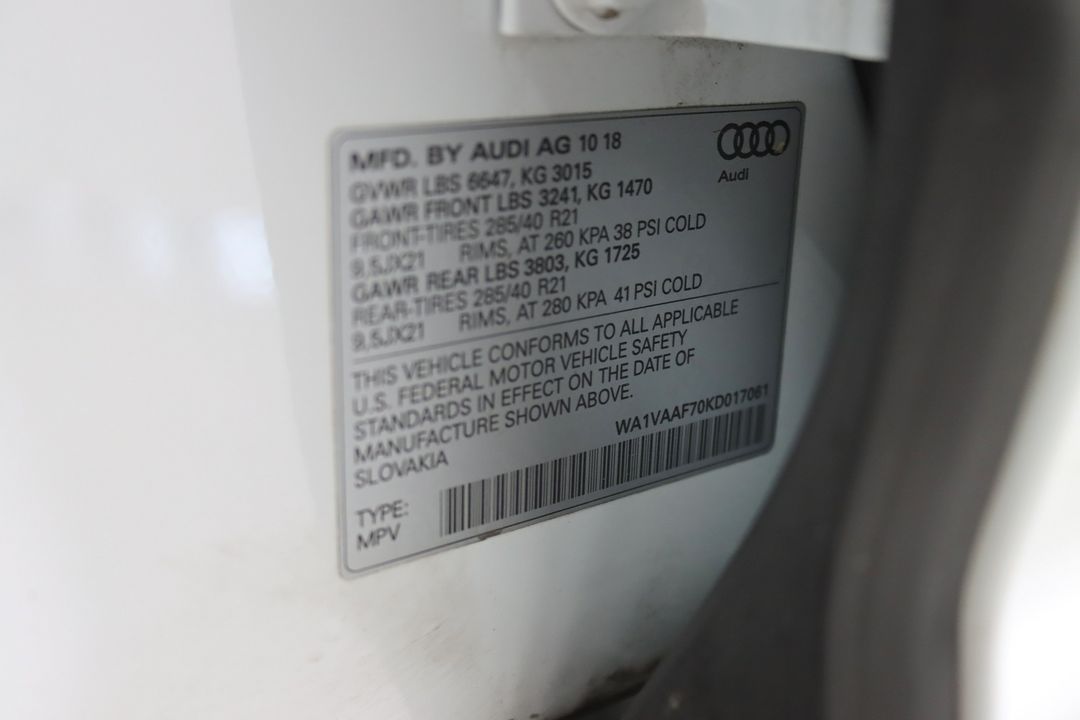 MFD. BY AUDI AG 10 18
Audi
GVWR LBS 6647, KG 3015
GAWR FRONT LBS 3241, KG 1470
FRONT-TIRES 285/40 R21
9,5JX21 RIMS, AT 260 KPA 38 PSI COLD
GAWR REAR LBS 3803, KG 1725
REAR-TIRES 285/40 R21
9,5JX21 RIMS, AT 280 KPA 41 PSI COLD
THIS VEHICLE CONFORMS TO ALL APPLICABLE
U.S. FEDERAL MOTOR VEHICLE SAFETY
STANDARDS IN EFFECT ON THE DATE OF
MANUFACTURE SHOWN ABOVE.
SLOVAKIA
WA1VAAF70KD017061
TYPE:
MPV